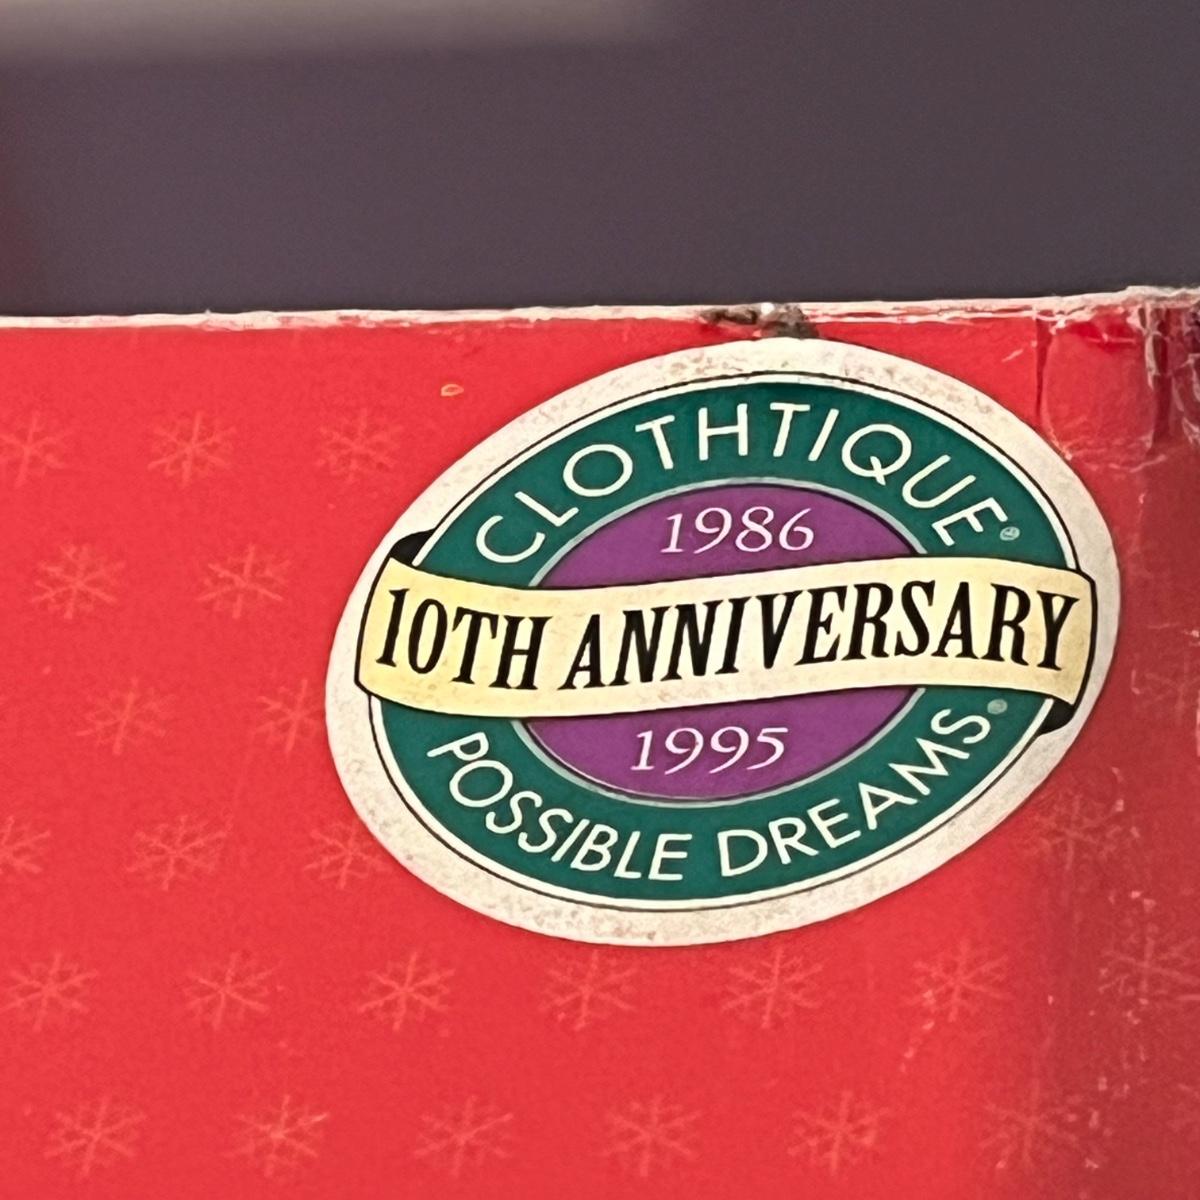 CLOTHTIQUE®
1986
10TH ANNIVERSARY
1995
POSSIBLE DREAMS®